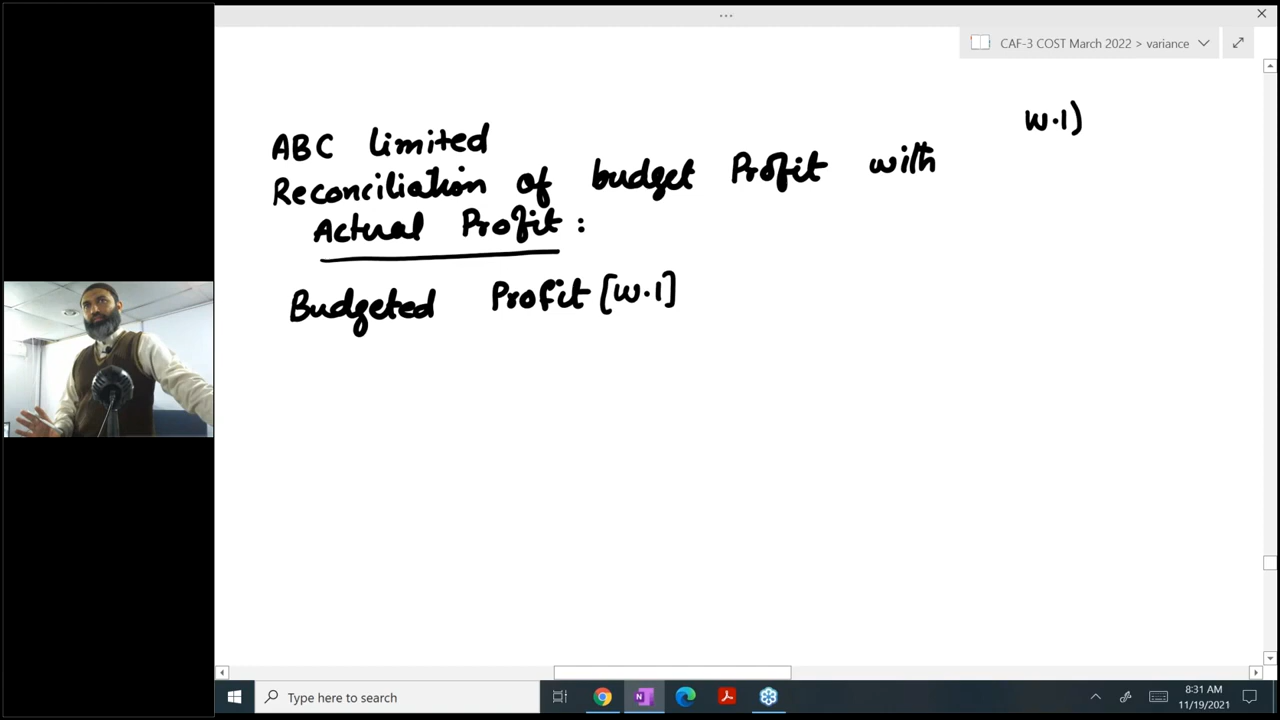 CAF-3 COST March 2022 > variance
W.1)
ABC Limited
Reconciliation of budget Profit with
Actual Profit :
Budgeted Profit [W.1]
Type here to search
8:31 AM
11/19/2021